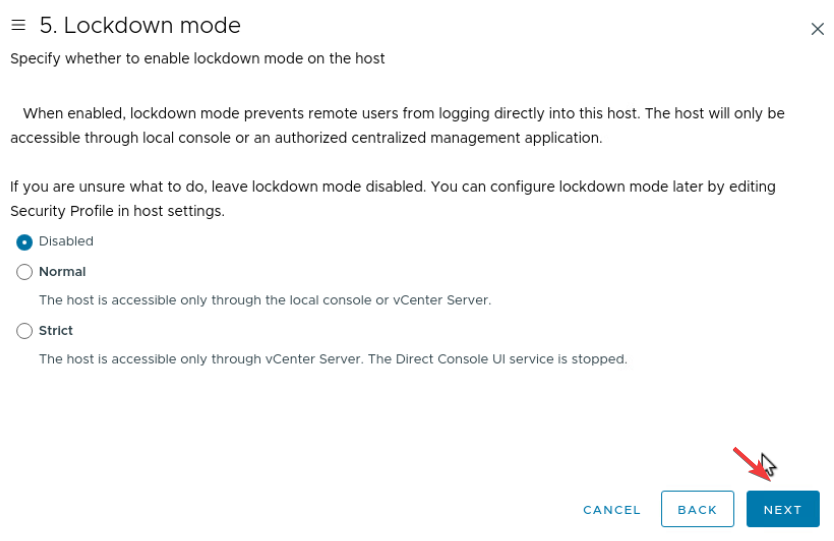 5. Lockdown mode
Specify whether to enable lockdown mode on the host
When enabled, lockdown mode prevents remote users from logging directly into this host. The host will only be
accessible through local console or an authorized centralized management application.
If you are unsure what to do, leave lockdown mode disabled. You can configure lockdown mode later by editing
Security Profile in host settings.
Disabled
Normal
The host is accessible only through the local console or vCenter Server.
Strict
The host is accessible only through vCenter Server. The Direct Console UI service is stopped.
CANCEL BACK NEXT